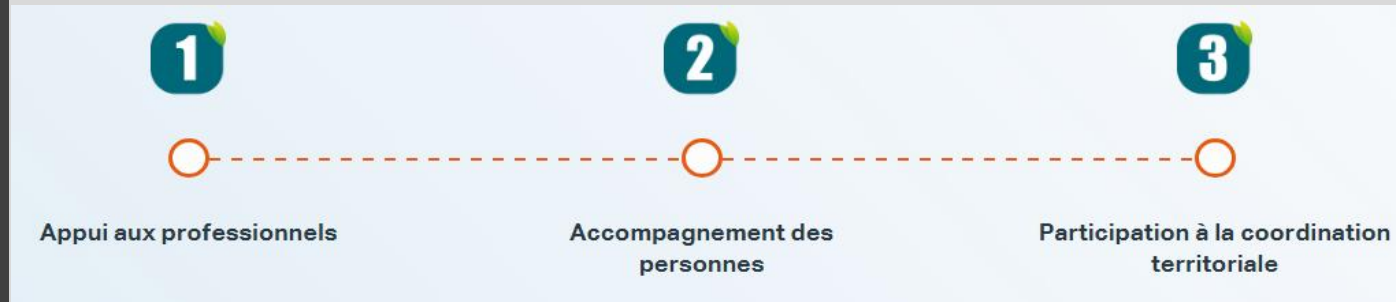 1
2
3
Appui aux professionnels
Accompagnement des
personnes
Participation à la coordination
territoriale